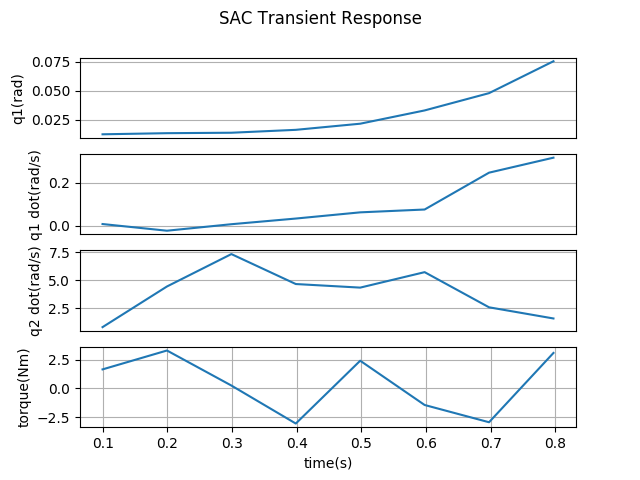 SAC Transient Response
q1(rad)
0.075
0.050
0.025
q1 dot(rad/s)
0.2
0.0
q2 dot(rad/s)
7.5
5.0
2.5
torque(Nm)
2.5
0.0
−2.5
0.1 0.2 0.3 0.4 0.5 0.6 0.7 0.8
time(s)